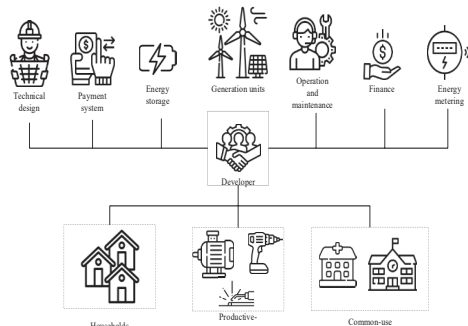 Technical
design
Payment
system
Energy
storage
Generation units
Operation
and
maintenance
Finance
Energy
metering
Developer
Households
Productive-
Common-use